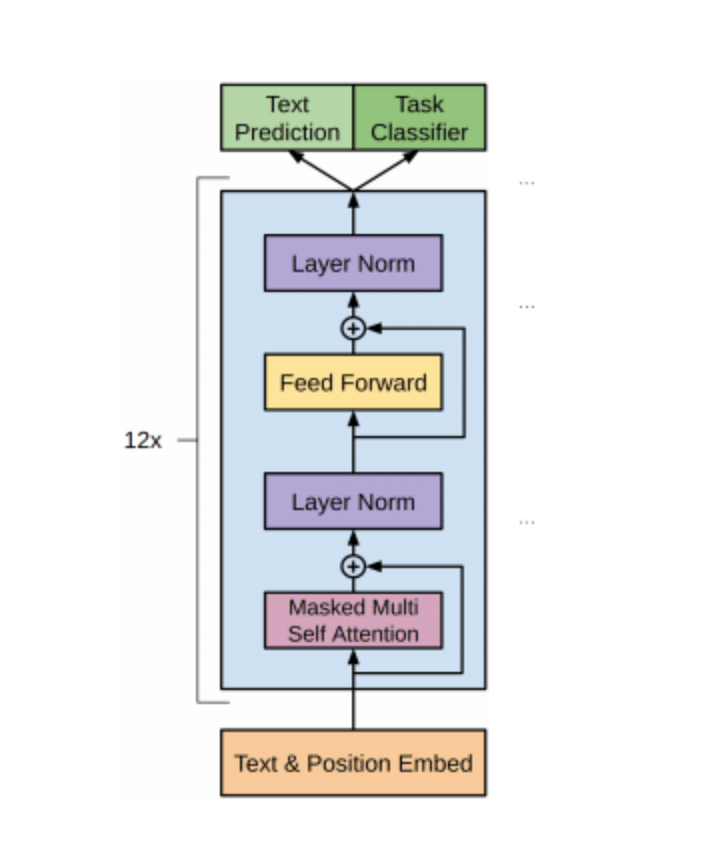 Text
Prediction
Task
Classifier
...
Layer Norm
...
Feed Forward
12x
Layer Norm
...
Masked Multi
Self Attention
Text & Position Embed